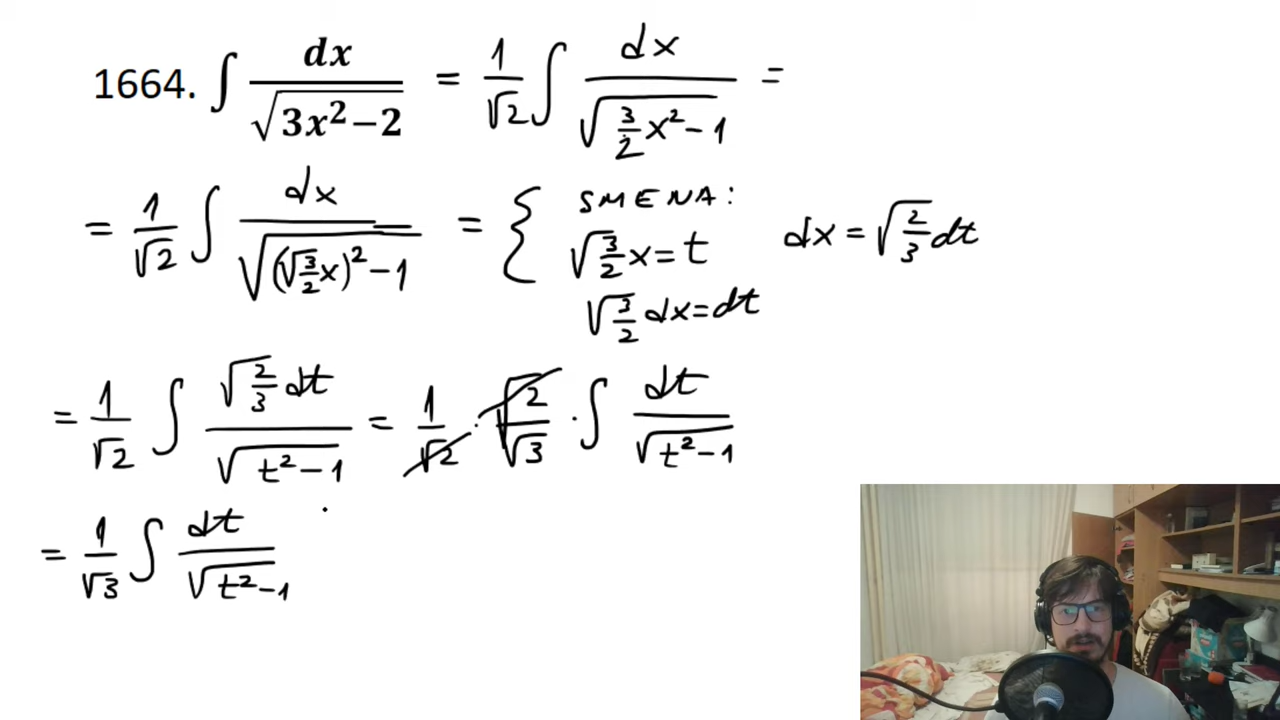 1664. ∫ dx / √(3x² − 2) = 1/√2 ∫ dx / √(3/2 x² − 1) =
= 1/√2 ∫ dx / √((√(3/2) x)² − 1) = { SMENA:
√(3/2) x = t dx = √(2/3) dt
√(3/2) dx = dt
= 1/√2 ∫ √(2/3) dt / √(t² − 1) = 1/√2 · √2/√3 · ∫ dt / √(t² − 1)
= 1/√3 ∫ dt / √(t² − 1)